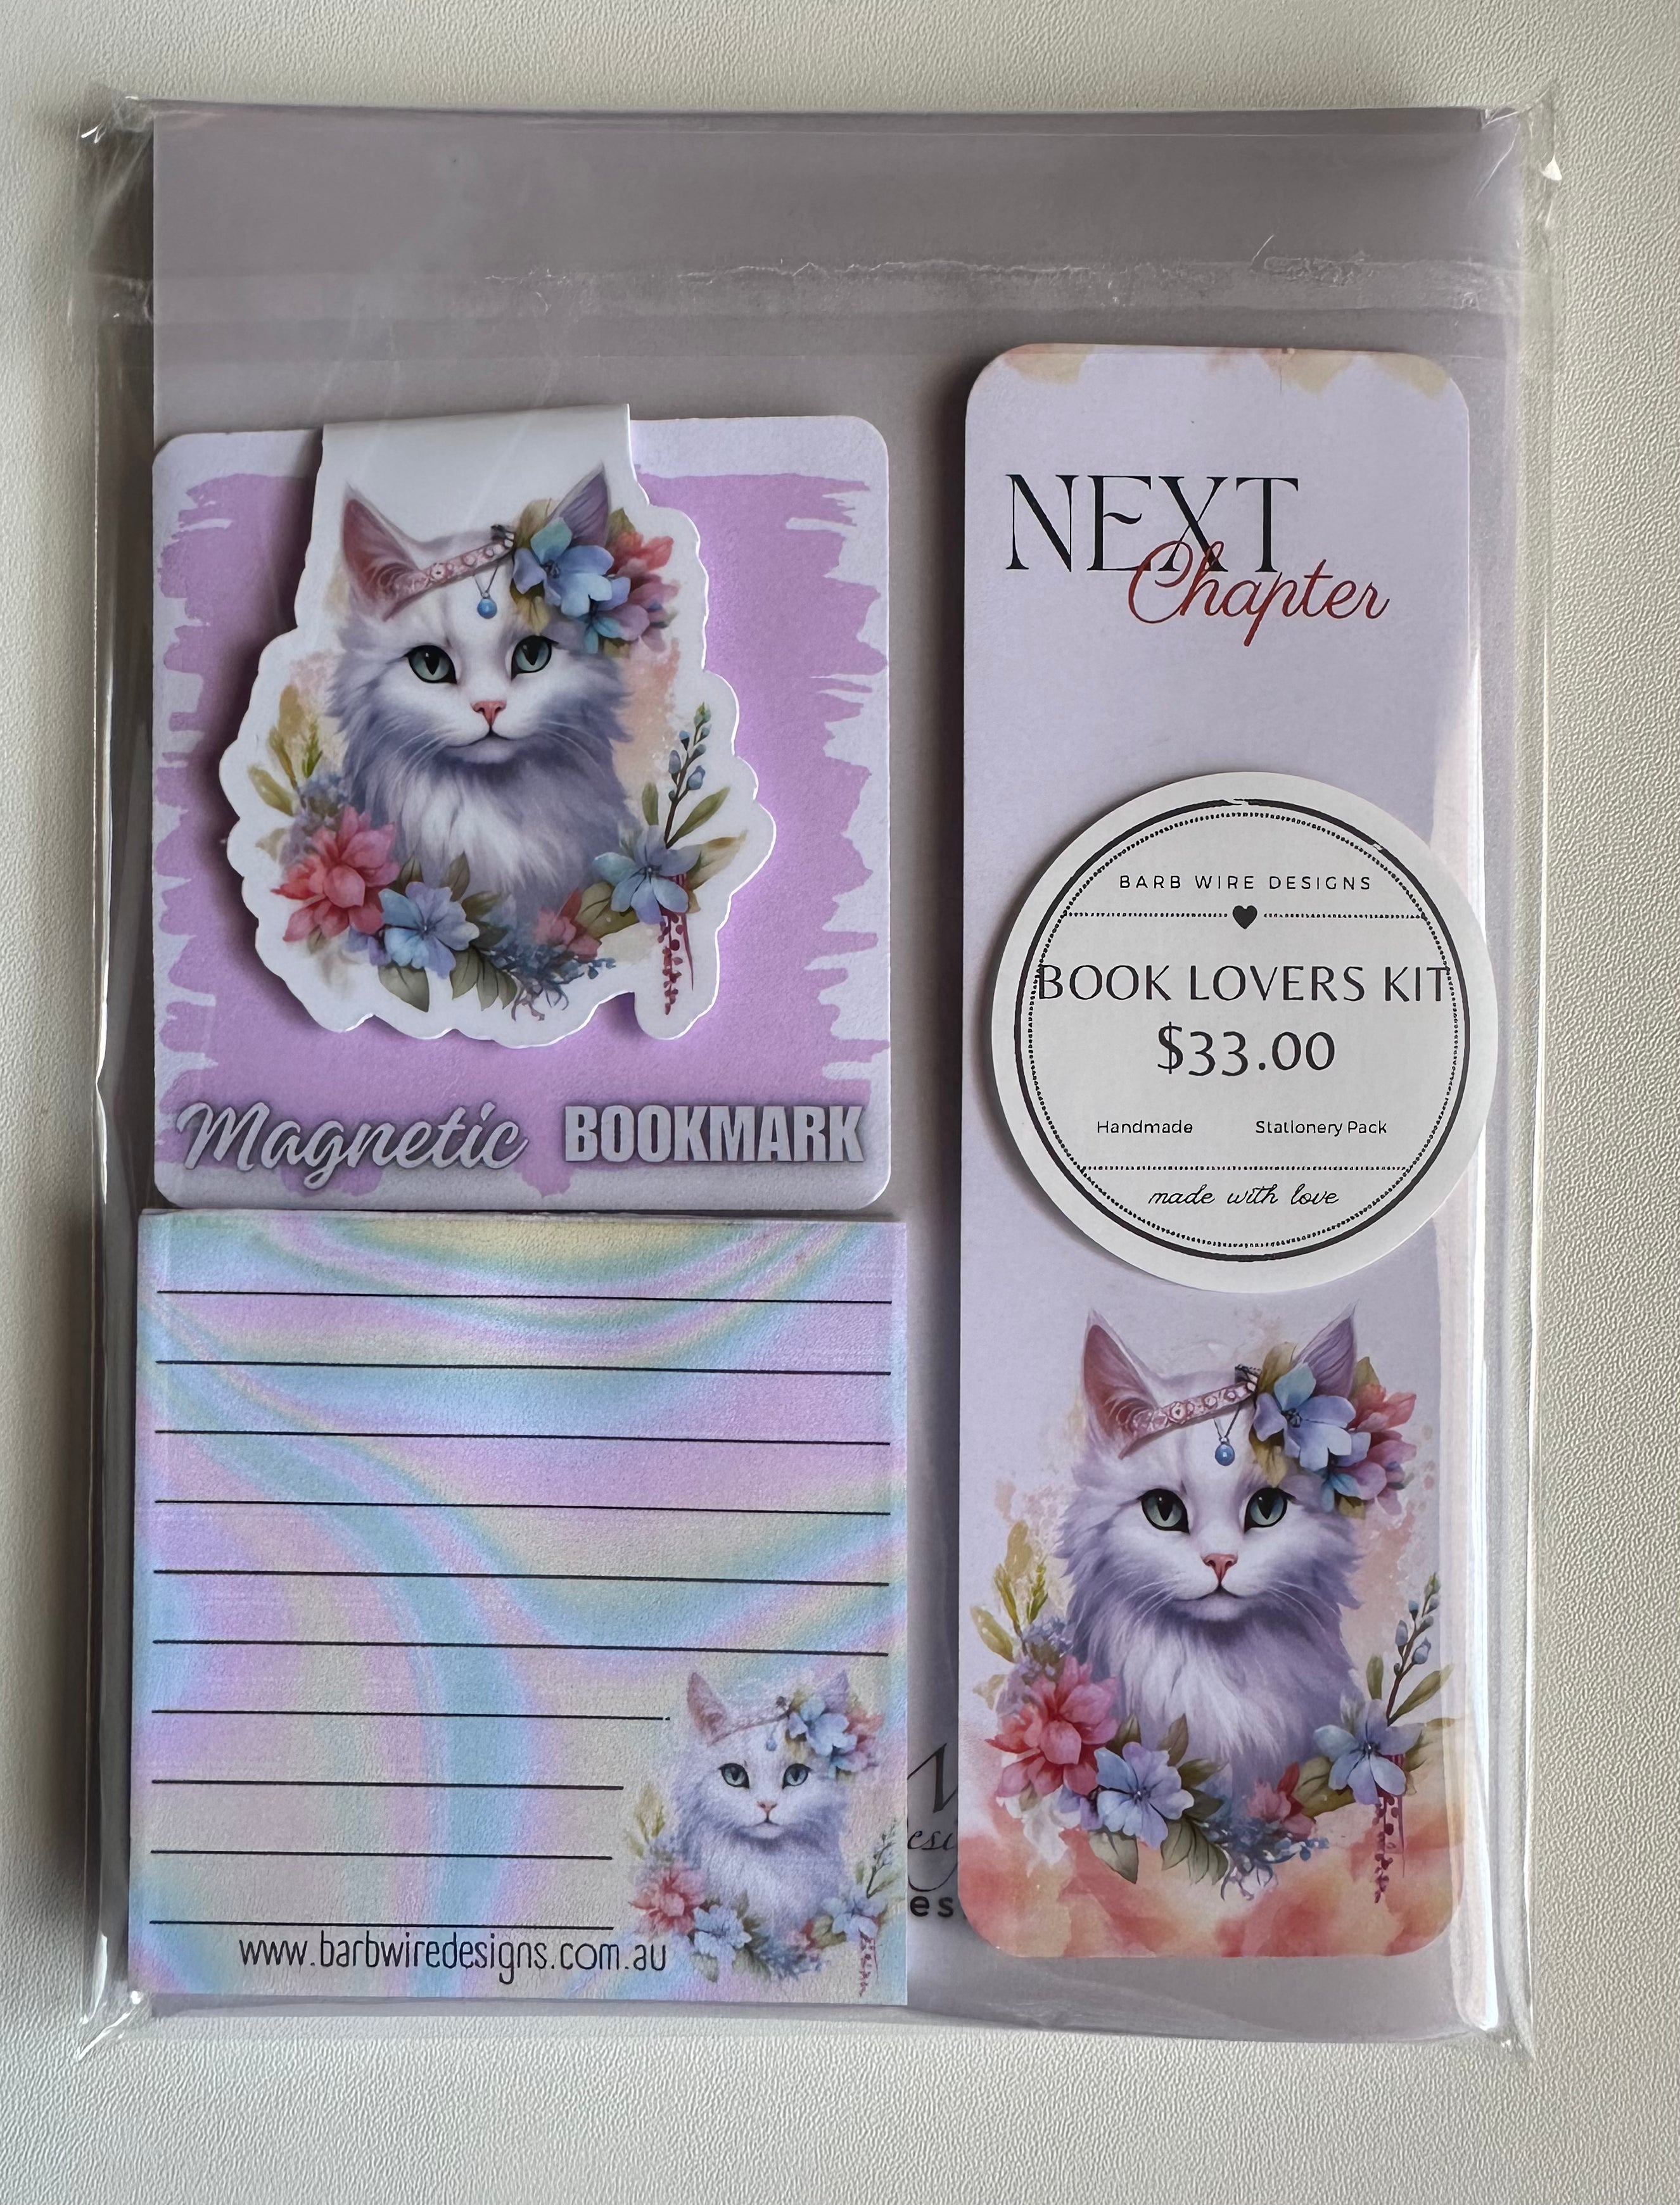 NEXT
Chapter
BARB WIRE DESIGNS
BOOK LOVERS KIT
$33.00
Handmade Stationery Pack
made with love
Magnetic BOOKMARK
www.barbwiredesigns.com.au